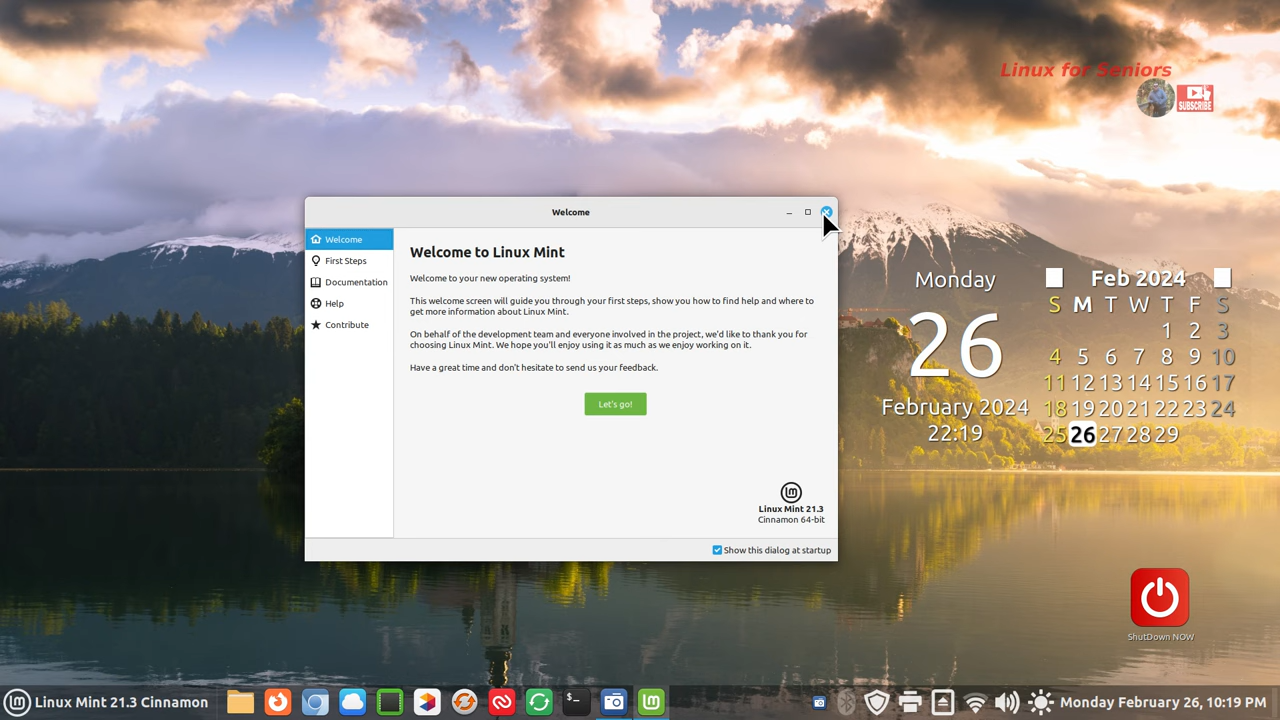 Linux for Seniors
SUBSCRIBE
Welcome
Welcome
First Steps
Documentation
Help
Contribute
Welcome to Linux Mint
Welcome to your new operating system!
This welcome screen will guide you through your first steps, show you how to find help and where to
get more information about Linux Mint.
On behalf of the development team and everyone involved in the project, we'd like to thank you for
choosing Linux Mint. We hope you'll enjoy using it as much as we enjoy working on it.
Have a great time and don't hesitate to send us your feedback.
Let's go!
Linux Mint 21.3
Cinnamon 64-bit
Show this dialog at startup
Monday
26
February 2024
22:19
Feb 2024
S M T W T F S
1 2 3
4 5 6 7 8 9 10
11 12 13 14 15 16 17
18 19 20 21 22 23 24
25 26 27 28 29
ShutDown NOW
Linux Mint 21.3 Cinnamon
Monday February 26, 10:19 PM